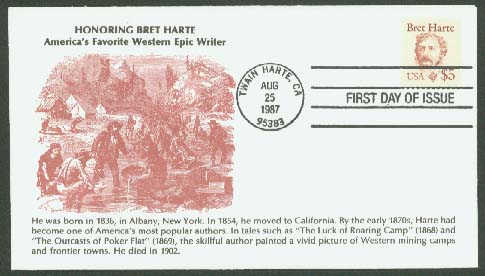 HONORING BRET HARTE
America's Favorite Western Epic Writer
Bret Harte
USA $5
TWAIN HARTE, CA
AUG
25
1987
95383
FIRST DAY OF ISSUE
He was born in 1836, in Albany, New York. In 1854, he moved to California. By the early 1870s, Harte had
become one of America's most popular authors. In tales such as "The Luck of Roaring Camp" (1868) and
"The Outcasts of Poker Flat" (1869), the skillful author painted a vivid picture of Western mining camps
and frontier towns. He died in 1902.